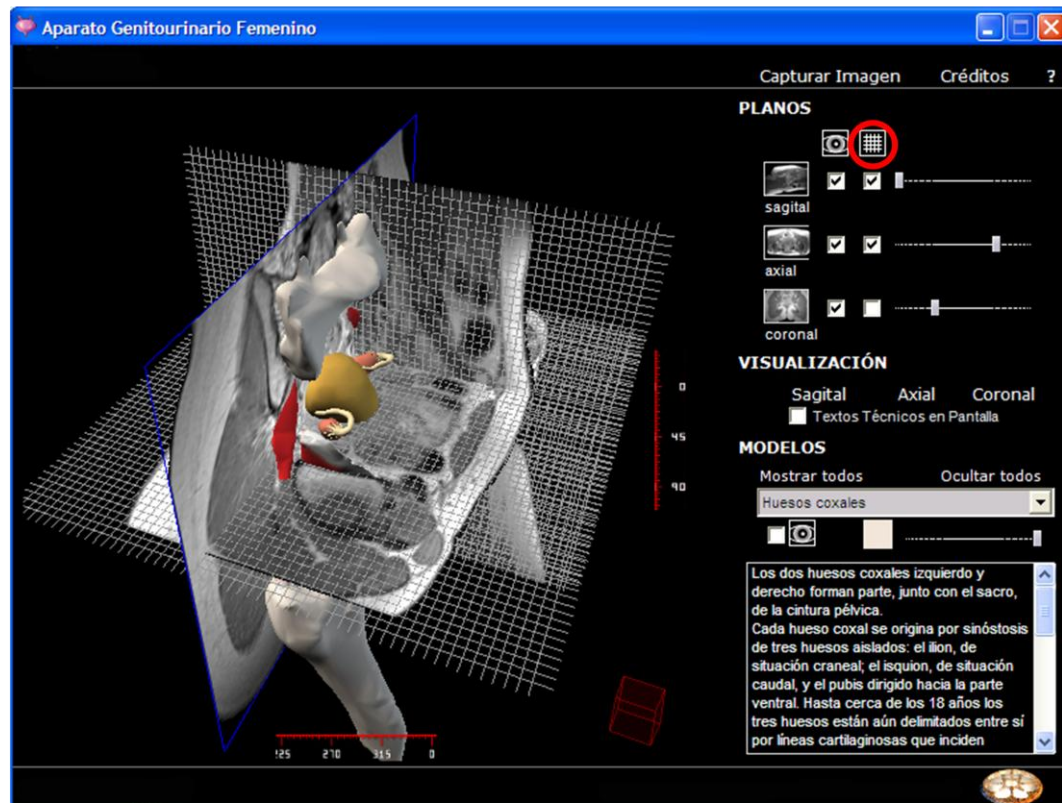 Aparato Genitourinario Femenino
Capturar Imagen Créditos ?
PLANOS
sagital
axial
coronal
0
45
90
VISUALIZACIÓN
Sagital Axial Coronal
Textos Técnicos en Pantalla
MODELOS
Mostrar todos Ocultar todos
Huesos coxales
Los dos huesos coxales izquierdo y
derecho forman parte, junto con el sacro,
de la cintura pélvica.
Cada hueso coxal se origina por sinóstosis
de tres huesos aislados: el ilion, de
situación craneal; el isquion, de situación
caudal, y el pubis dirigido hacia la parte
ventral. Hasta cerca de los 18 años los
tres huesos están aún delimitados entre sí
por líneas cartilaginosas que inciden
270 315 0